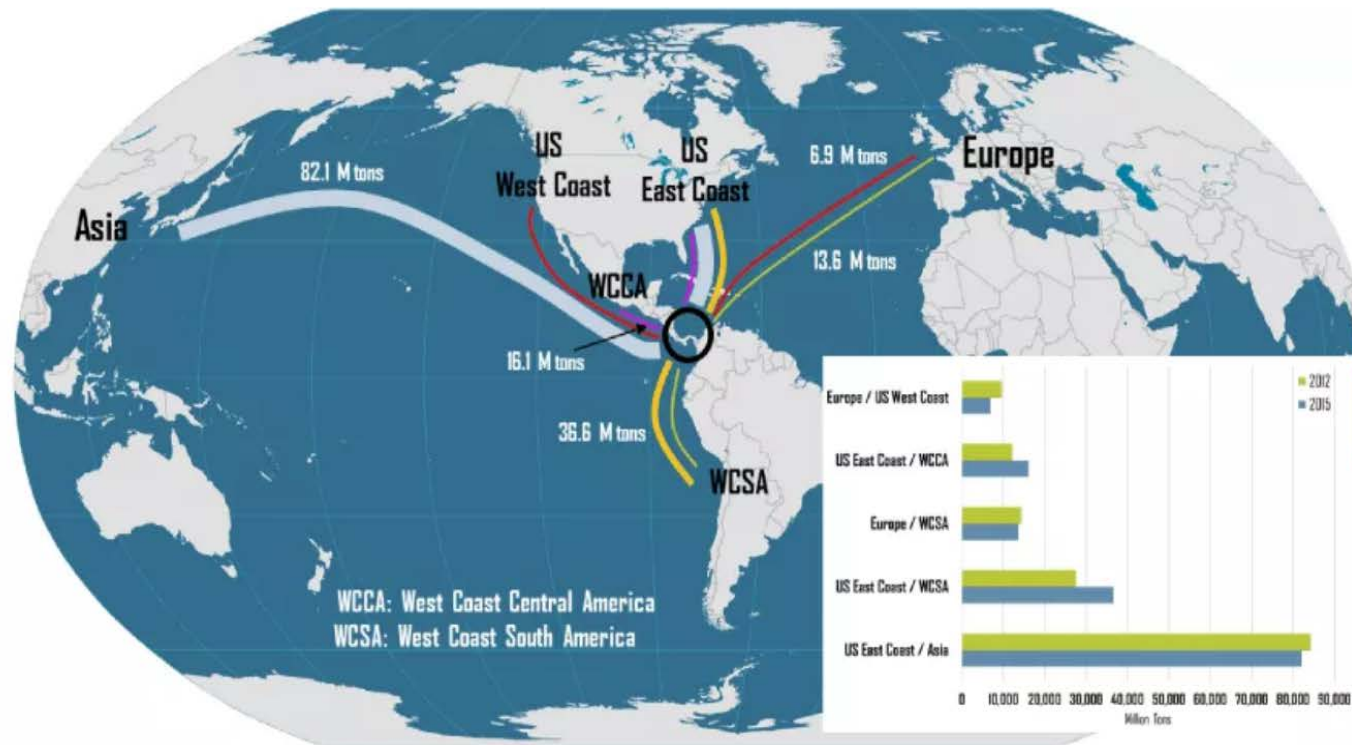 US
West Coast
US
East Coast
Europe
Asia
WCCA
WCSA
82.1 M tons
6.9 M tons
13.6 M tons
16.1 M tons
36.6 M tons
WCCA: West Coast Central America
WCSA: West Coast South America
2012
2015
Europe / US West Coast
US East Coast / WCCA
Europe / WCSA
US East Coast / WCSA
US East Coast / Asia
0 10,000 20,000 30,000 40,000 50,000 60,000 70,000 80,000 90,000
Million Tons